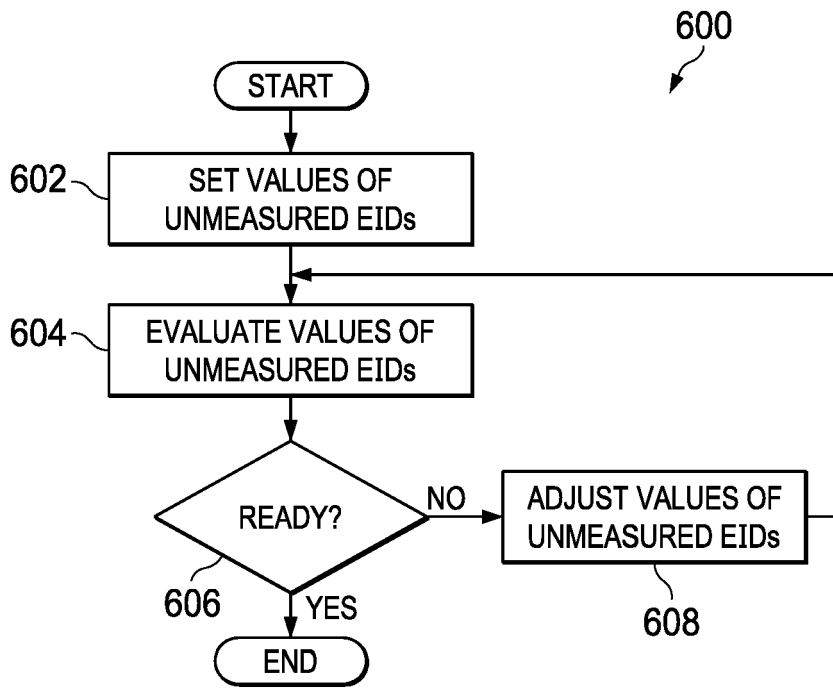 600
START
602
SET VALUES OF
UNMEASURED EIDs
604
EVALUATE VALUES OF
UNMEASURED EIDs
READY?
NO
ADJUST VALUES OF
UNMEASURED EIDs
606
YES
608
END